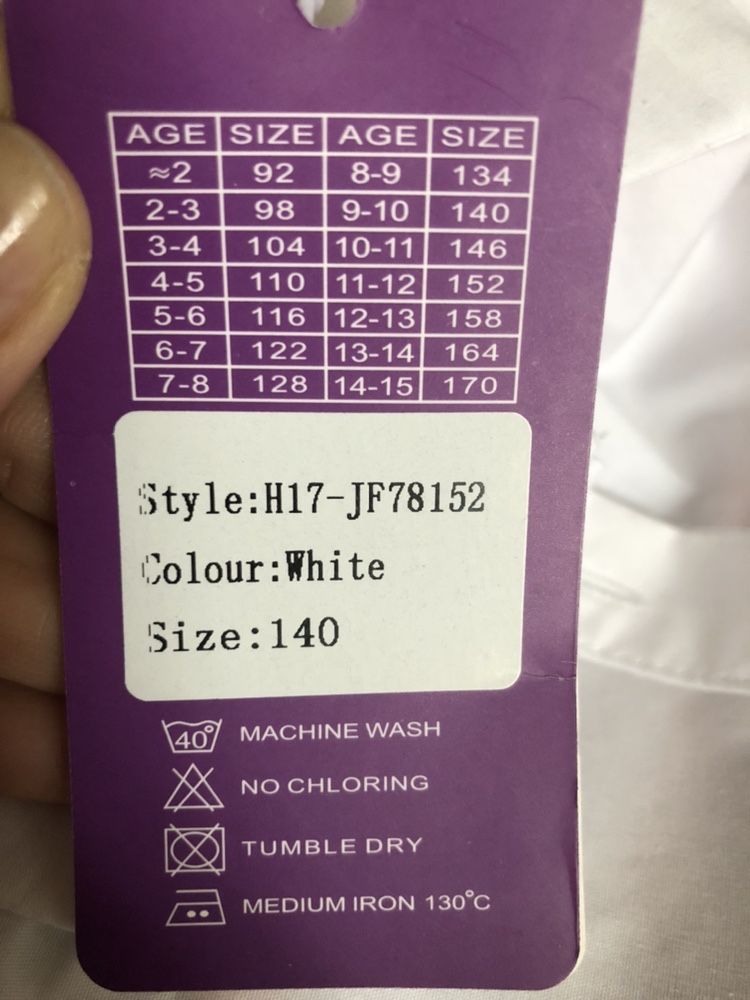 AGE SIZE AGE SIZE
≈2 92 8-9 134
2-3 98 9-10 140
3-4 104 10-11 146
4-5 110 11-12 152
5-6 116 12-13 158
6-7 122 13-14 164
7-8 128 14-15 170
Style:H17-JF78152
Colour:White
Size:140
40° MACHINE WASH
NO CHLORING
TUMBLE DRY
MEDIUM IRON 130°C